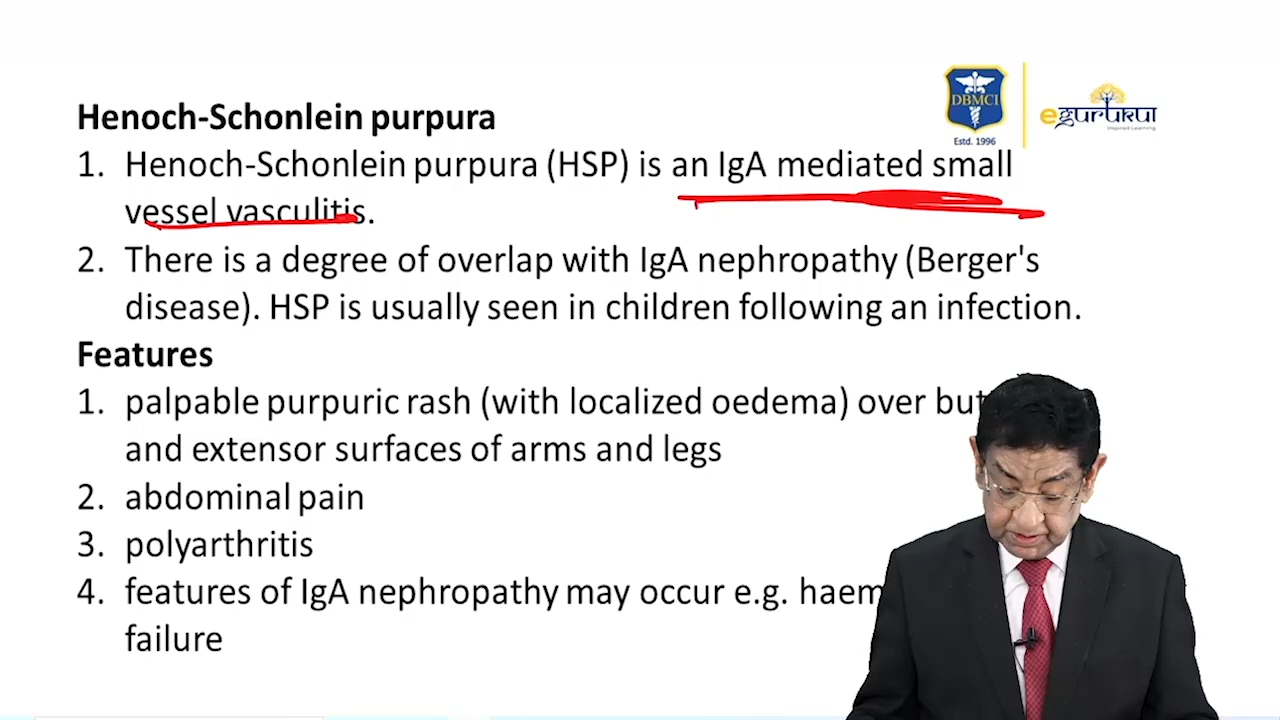 Henoch-Schonlein purpura
1. Henoch-Schonlein purpura (HSP) is an IgA mediated small
vessel vasculitis.
2. There is a degree of overlap with IgA nephropathy (Berger's
disease). HSP is usually seen in children following an infection.
Features
1. palpable purpuric rash (with localized oedema) over
and extensor surfaces of arms and legs
2. abdominal pain
3. polyarthritis
4. features of IgA nephropathy may occur e.g.
failure
DBMCI
Estd. 1996
egurukul
Inspired Learning